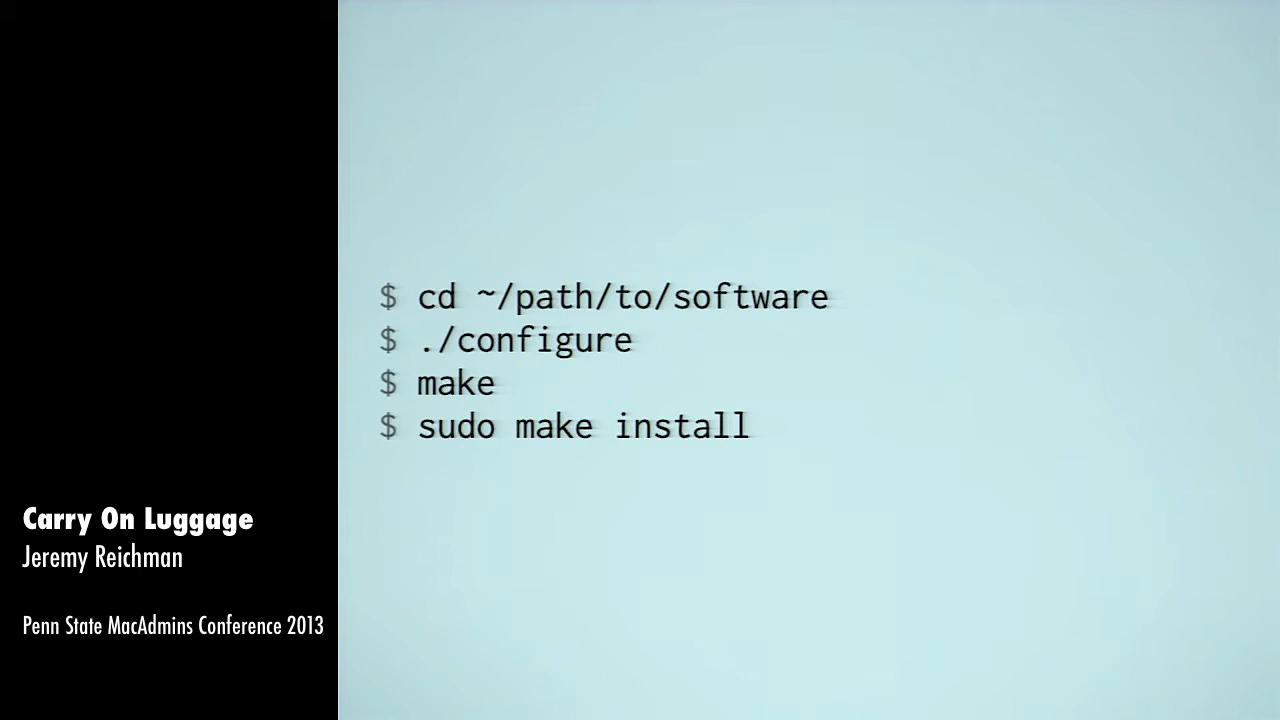 $ cd ~/path/to/software
$ ./configure
$ make
$ sudo make install
Carry On Luggage
Jeremy Reichman
Penn State MacAdmins Conference 2013